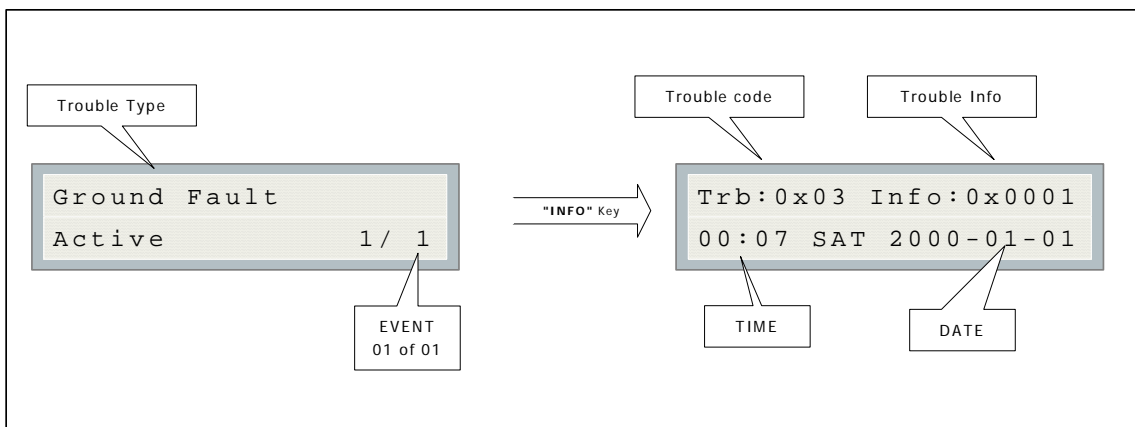 Trouble Type
Ground Fault
Active 1/ 1
EVENT
01 of 01
"INFO" Key
Trouble code
Trouble Info
Trb:0x03 Info:0x0001
00:07 SAT 2000-01-01
TIME
DATE